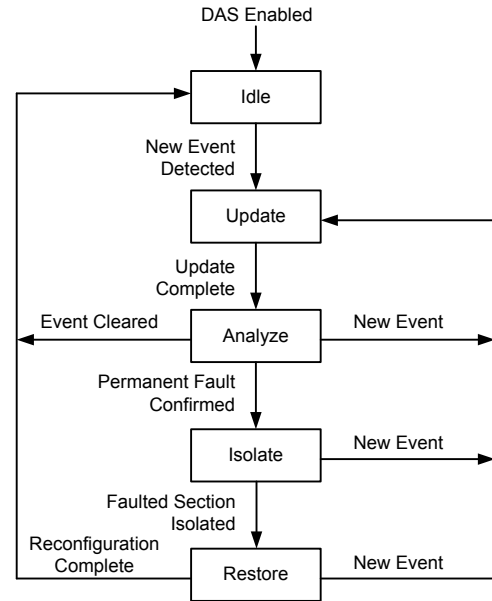 DAS Enabled
Idle
New Event
Detected
Update
Update
Complete
Event Cleared
Analyze
New Event
Permanent Fault
Confirmed
Isolate
New Event
Faulted Section
Isolated
Reconfiguration
Complete
Restore
New Event